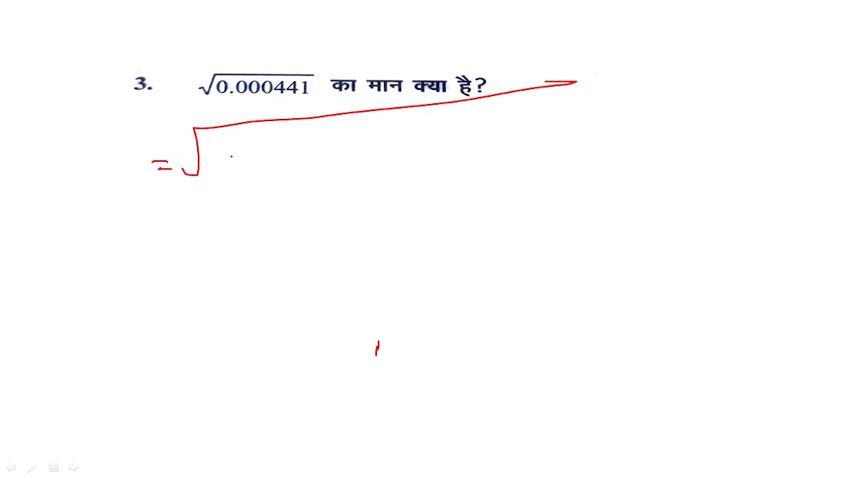 3. √0.000441 का मान क्या है?
= √